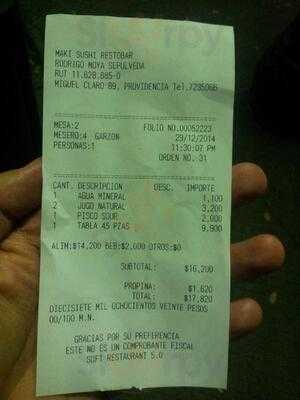 MAKI SUSHI RESTOBAR
RODRIGO MOYA SEPULVEDA
RUT 11.628.885-0
MIGUEL CLARO 89, PROVIDENCIA Tel.7235066
MESA:2 FOLIO NO.00062223
MESERO:4 GARZON 29/12/2014
PERSONAS:1 11:30:07 PM
ORDEN NO. 31
CANT. DESCRIPCION DESC. IMPORTE
AGUA MINERAL 1,100
2 JUGO NATURAL 3,200
1 PISCO SOUR 2,000
1 TABLA 45 PZAS 9,900
ALIM:$14,200 BEB:$2,000 OTROS:$0
SUBTOTAL: $16,200
PROPINA: $1,620
TOTAL: $17,820
DIECISIETE MIL OCHOCIENTOS VEINTE PESOS
00/100 M.N.
GRACIAS POR SU PREFERENCIA
ESTE NO ES UN COMPROBANTE FISCAL
SOFT RESTAURANT 5.0